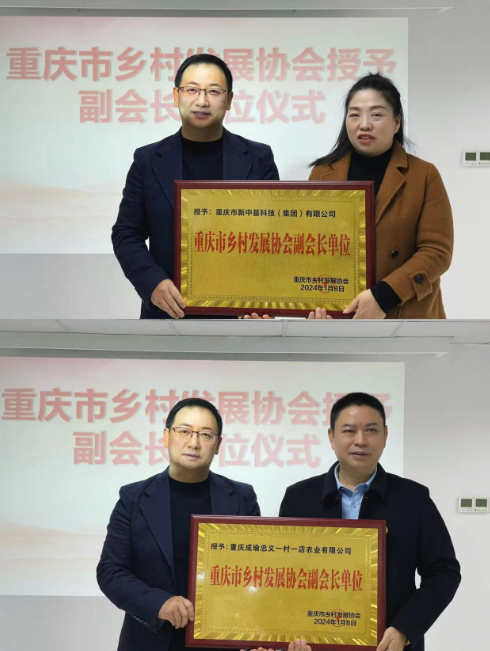 重庆市乡村发展协会授予
副会长 位仪式
授予：重庆市新中基科技（集团）有限公司
重庆市乡村发展协会副会长单位
重庆市乡村发展协会
2024年1月8日
重庆市乡村发展协会授予
副会长 位仪式
授予：重庆成瑜忠义一村一店农业有限公司
重庆市乡村发展协会副会长单位
重庆市乡村发展协会
2024年1月8日